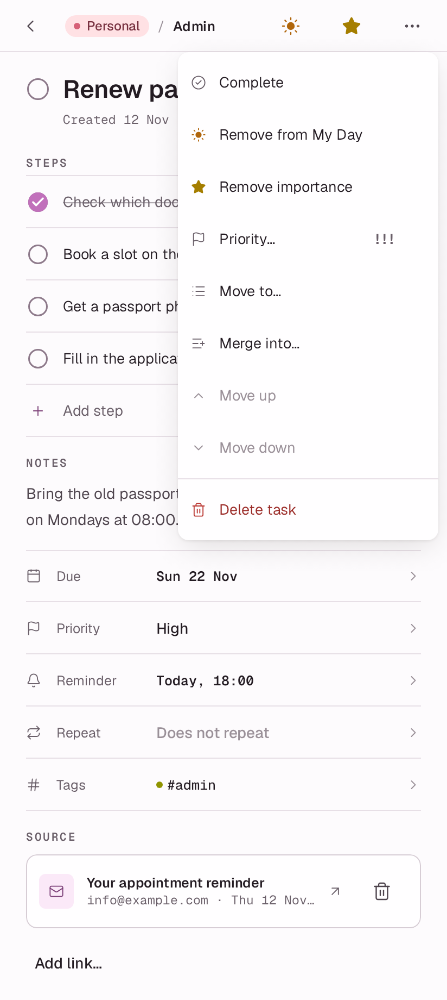 Personal / Admin
Renew pa
Created 12 Nov
Complete
Remove from My Day
Remove importance
Priority… !!!
Move to…
Merge into…
Move up
Move down
Delete task
STEPS
Check which doc
Book a slot on the
Get a passport ph
Fill in the applica
+ Add step
NOTES
Bring the old passport
on Mondays at 08:00.
Due Sun 22 Nov
Priority High
Reminder Today, 18:00
Repeat Does not repeat
Tags #admin
SOURCE
Your appointment reminder
info@example.com · Thu 12 Nov…
Add link…